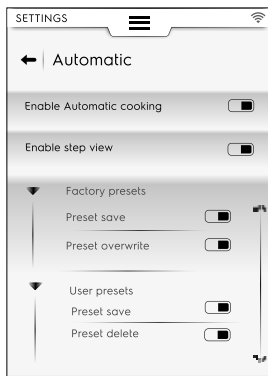 SETTINGS
Automatic
Enable Automatic cooking
Enable step view
Factory presets
Preset save
Preset overwrite
User presets
Preset save
Preset delete